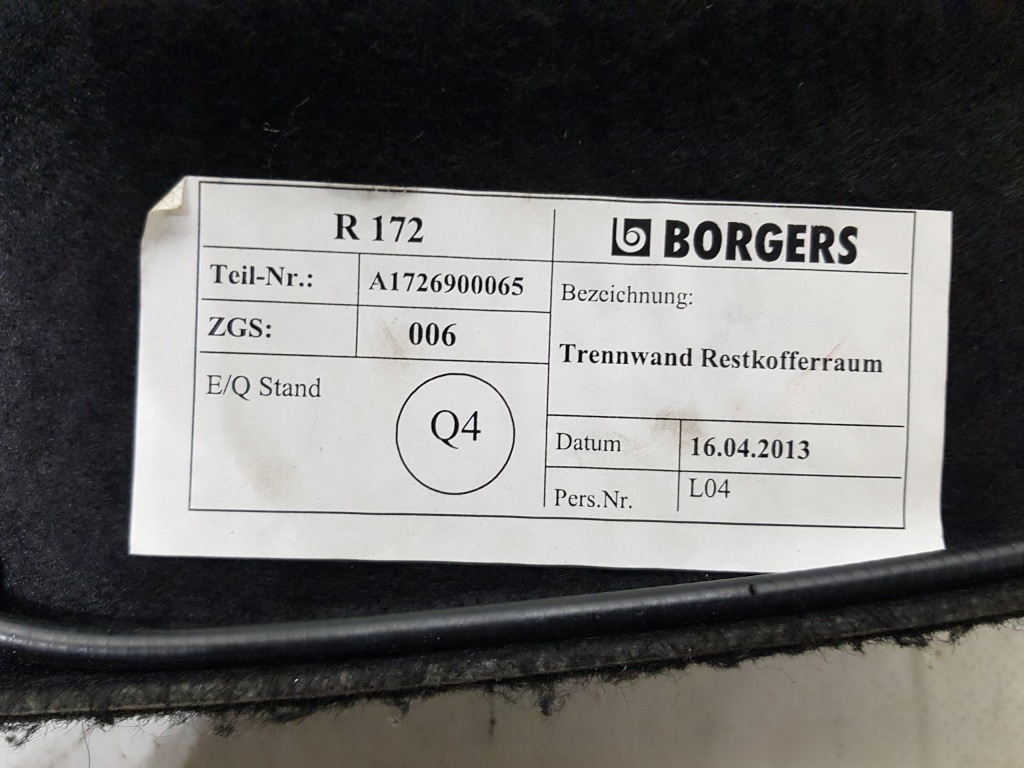 R 172
BORGERS
Teil-Nr.: A1726900065
Bezeichnung:
ZGS: 006
Trennwand Restkofferraum
E/Q Stand
Q4
Datum 16.04.2013
Pers.Nr. L04